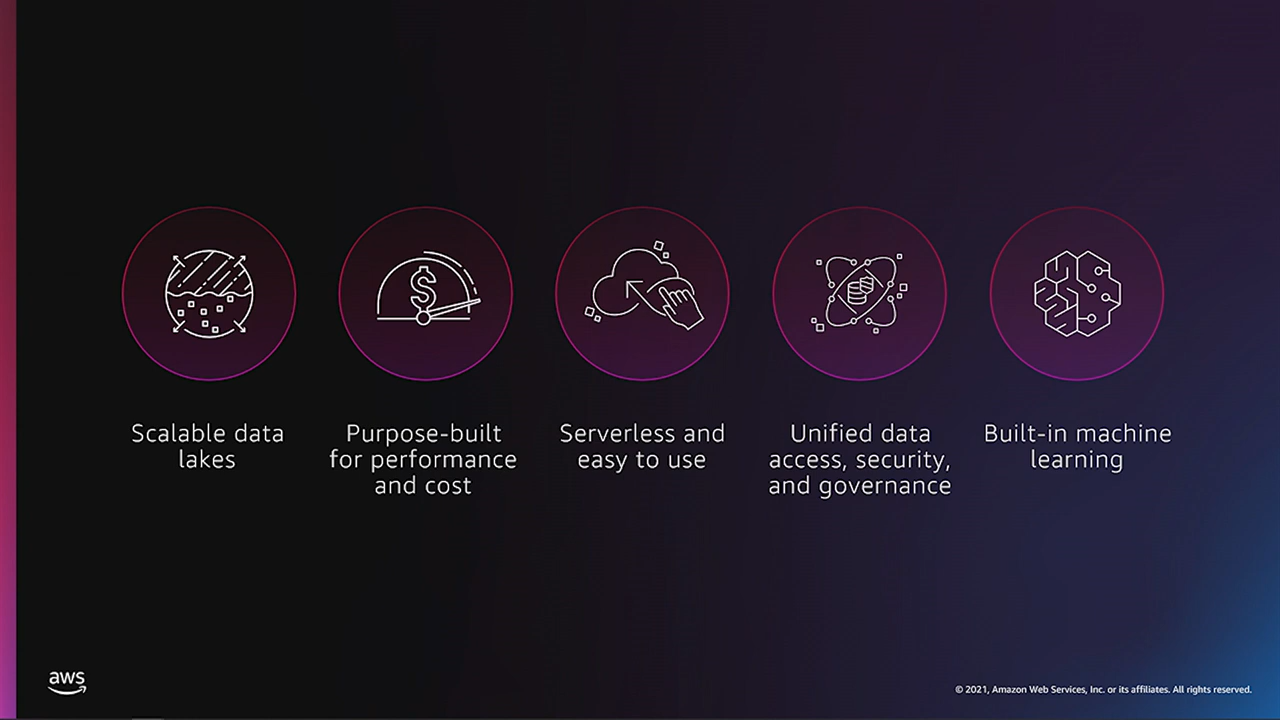 Scalable data
lakes
Purpose-built
for performance
and cost
Serverless and
easy to use
Unified data
access, security,
and governance
Built-in machine
learning
aws
© 2021, Amazon Web Services, Inc. or its affiliates. All rights reserved.